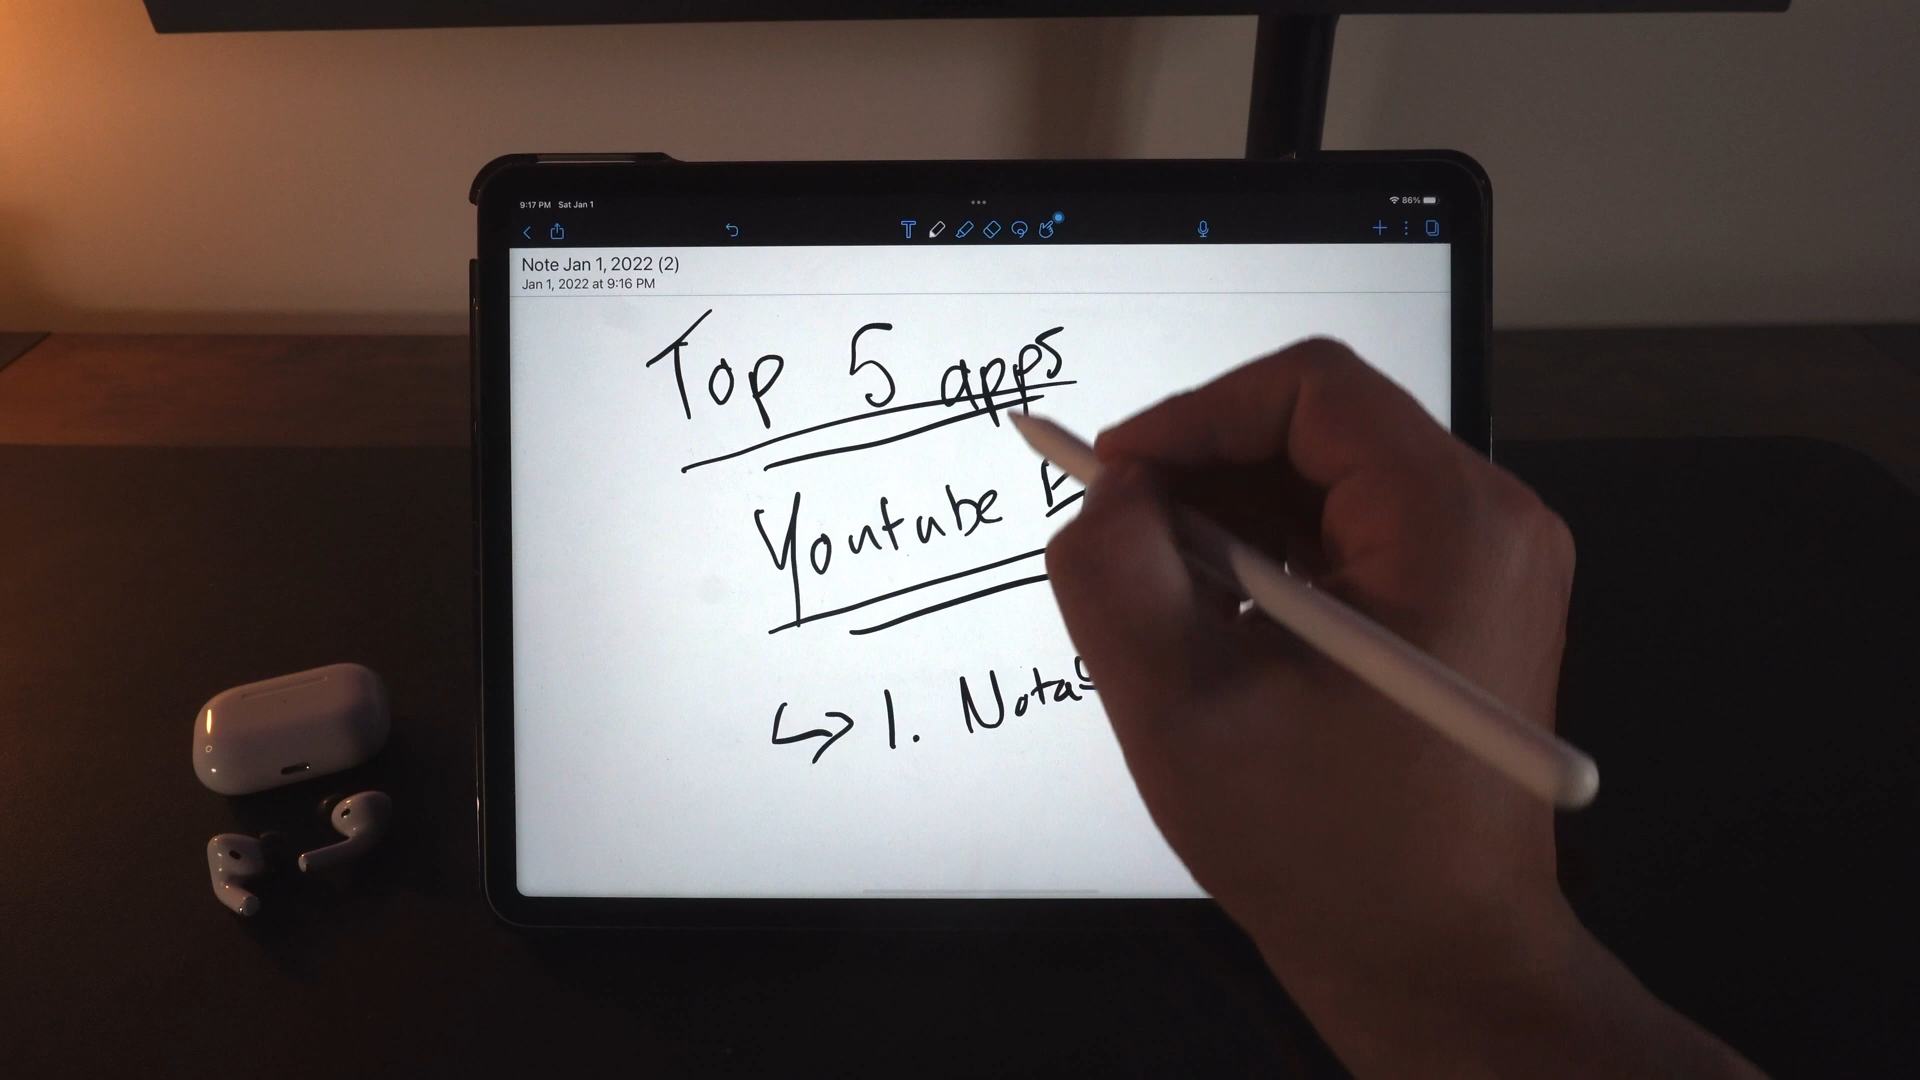 9:17 PM Sat Jan 1
86%
Note Jan 1, 2022 (2)
Jan 1, 2022 at 9:16 PM
Top 5 apps
Youtube E
1. Nota